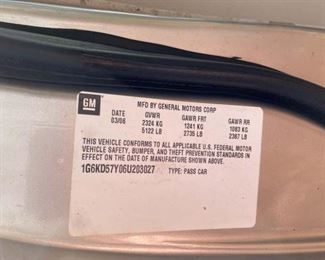 GM
MFD BY GENERAL MOTORS CORP
DATE GVWR GAWR FRT GAWR RR
03/06 2324 KG 1241 KG 1083 KG
5122 LB 2735 LB 2387 LB
THIS VEHICLE CONFORMS TO ALL APPLICABLE U.S. FEDERAL MOTOR
VEHICLE SAFETY, BUMPER, AND THEFT PREVENTION STANDARDS IN
EFFECT ON THE DATE OF MANUFACTURE SHOWN ABOVE.
1G6KD57Y06U203027 TYPE: PASS CAR